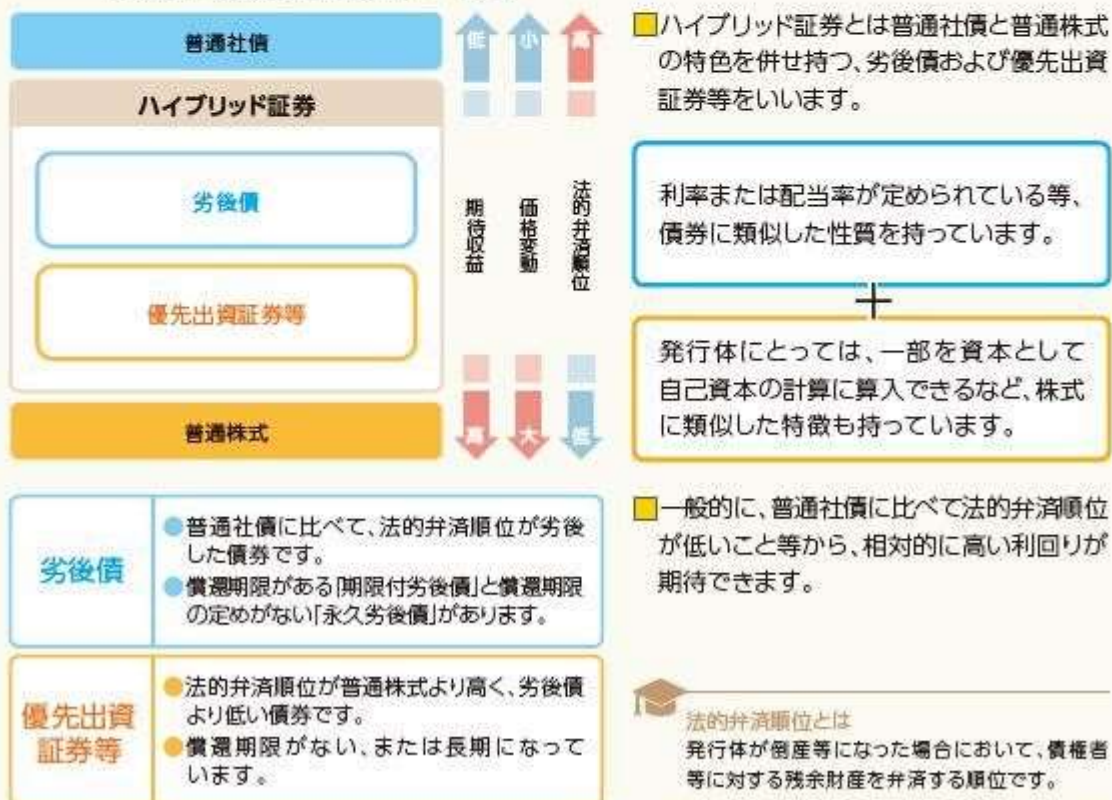 普通社債
ハイブリッド証券
劣後債
優先出資証券等
普通株式
低
小
高
期待収益
価格変動
法的弁済順位
高
大
低
■ハイブリッド証券とは普通社債と普通株式
の特色を併せ持つ、劣後債および優先出資
証券等をいいます。
利率または配当率が定められている等、
債券に類似した性質を持っています。
+
発行体にとっては、一部を資本として
自己資本の計算に算入できるなど、株式
に類似した特徴も持っています。
■一般的に、普通社債に比べて法的弁済順位
が低いこと等から、相対的に高い利回りが
期待できます。
劣後債
●普通社債に比べて、法的弁済順位が劣後
した債券です。
●償還期限がある「期限付劣後債」と償還期限
の定めがない「永久劣後債」があります。
優先出資
証券等
●法的弁済順位が普通株式より高く、劣後債
より低い債券です。
●償還期限がない、または長期になって
います。
法的弁済順位とは
発行体が倒産等になった場合において、債権者
等に対する残余財産を弁済する順位です。